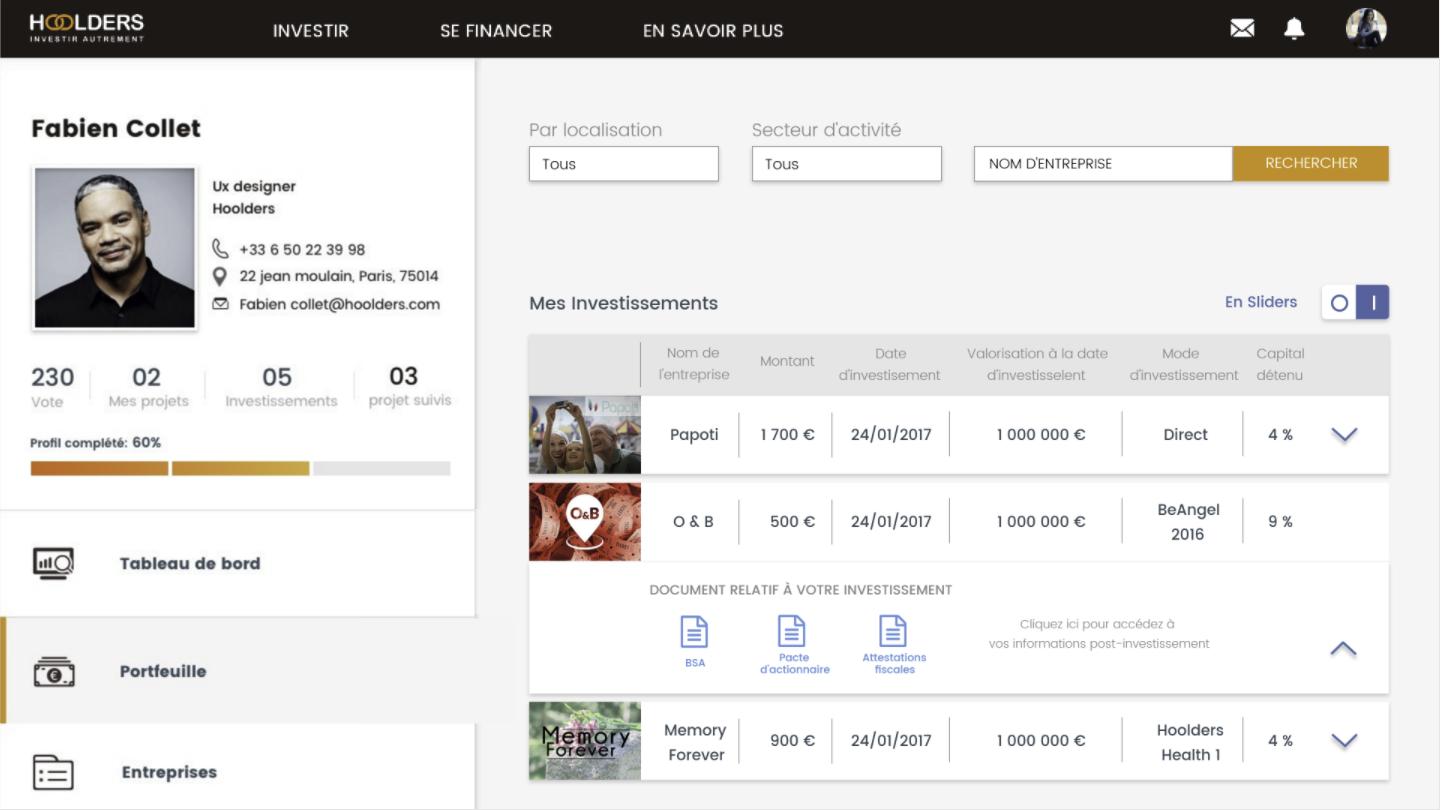 HOOLDERS
INVESTIR AUTREMENT
INVESTIR
SE FINANCER
EN SAVOIR PLUS
Fabien Collet
Ux designer
Hoolders
+33 6 50 22 39 98
22 jean moulain, Paris, 75014
Fabien collet@hoolders.com
230
Vote
02
Mes projets
05
Investissements
03
projet suivis
Profil complété: 60%
Tableau de bord
Portfeuille
Entreprises
Par localisation
Tous
Secteur d'activité
Tous
NOM D'ENTREPRISE
RECHERCHER
Mes Investissements
En Sliders
O I
Nom de
l'entreprise
Montant
Date
d'investisement
Valorisation à la date
d'investisselent
Mode
d'investissement
Capital
détenu
Papoti
Papoti
1 700 €
24/01/2017
1 000 000 €
Direct
4 %
O&B
O & B
500 €
24/01/2017
1 000 000 €
BeAngel
2016
9 %
DOCUMENT RELATIF À VOTRE INVESTISSEMENT
BSA
Pacte
d'actionnaire
Attestations
fiscales
Cliquez ici pour accédez à
vos informations post-investissement
Memory
Forever
Memory
Forever
900 €
24/01/2017
1 000 000 €
Hoolders
Health 1
4 %